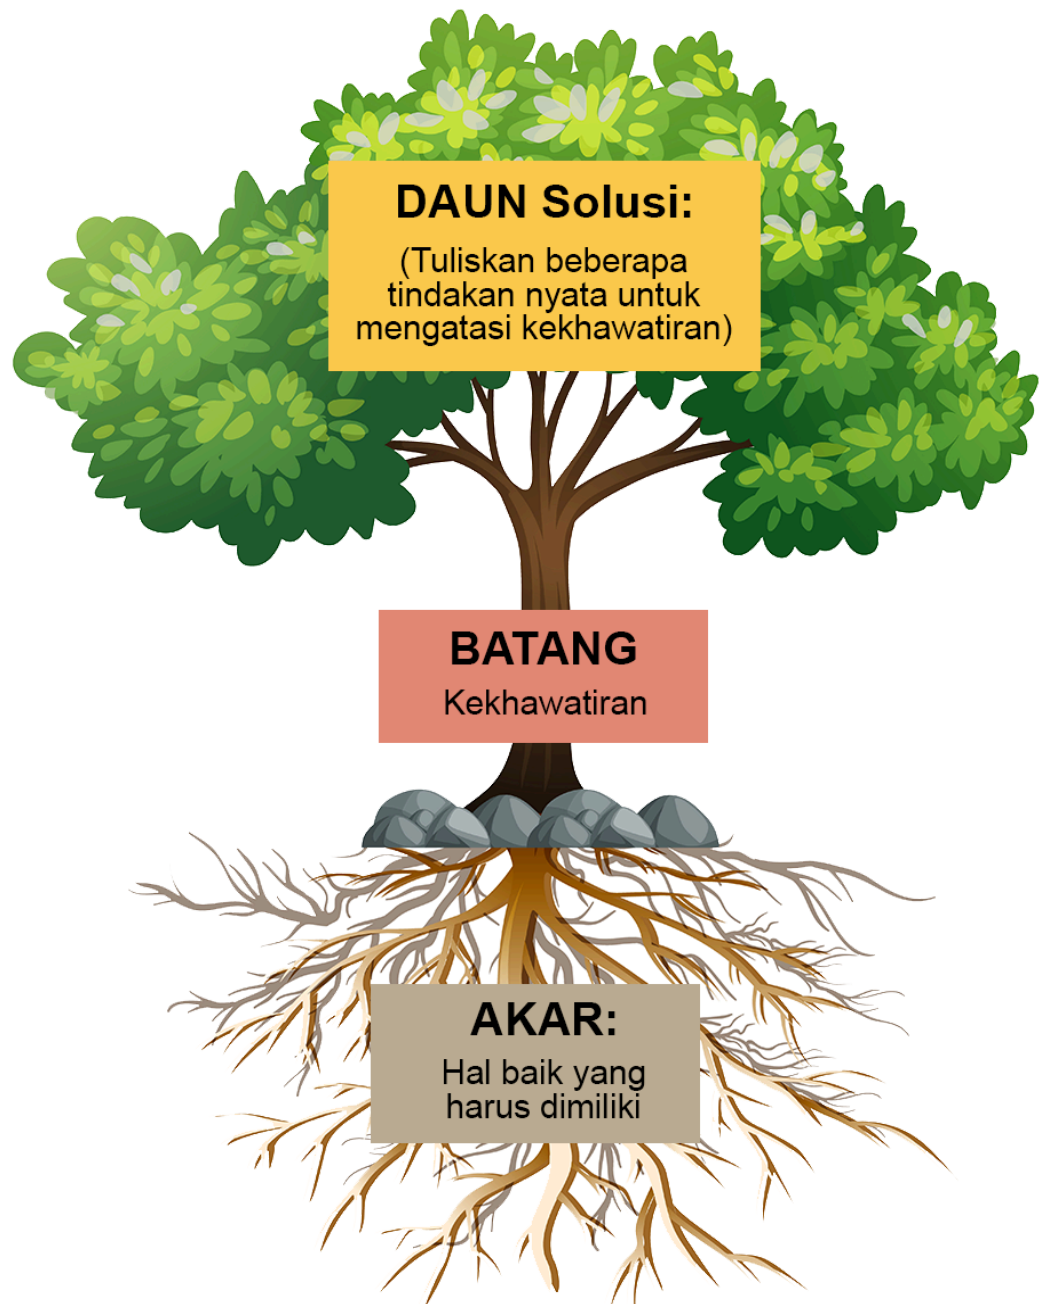 DAUN Solusi:
(Tuliskan beberapa
tindakan nyata untuk
mengatasi kekhawatiran)
BATANG
Kekhawatiran
AKAR:
Hal baik yang
harus dimiliki